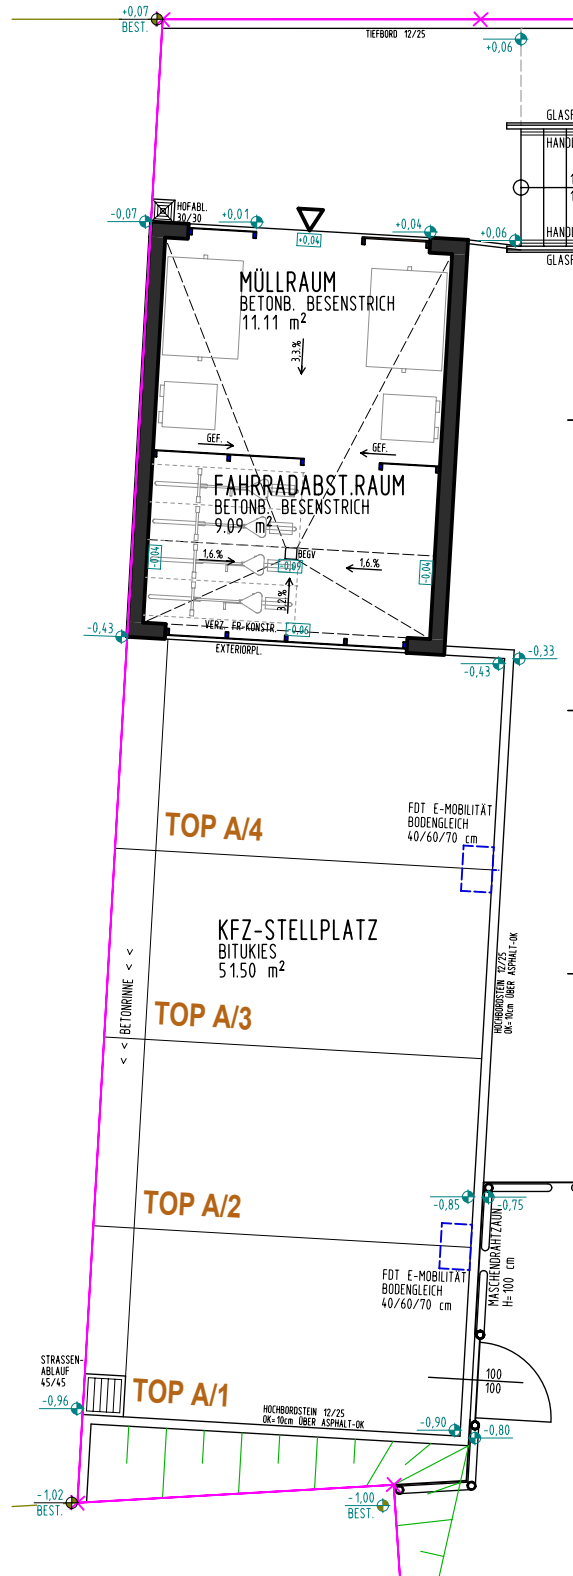 +0,07
BEST.
TIEFBORD 12/25
+0,06
HOFABL.
30/30
-0,07
+0,01
+0,04
+0,04
+0,06
MÜLLRAUM
BETONB. BESENSTRICH
11.11 m²
3,3.%
GEF.
GEF.
FAHRRADABST.RAUM
BETONB. BESENSTRICH
9.09 m²
-0,04
1,6.%
BEGV
-0,09
1,6.%
-0,04
3,2.%
VERZ. FR-KONSTR.
-0,06
-0,43
EXTERIORPL.
-0,33
-0,43
FDT E-MOBILITÄT
BODENGLEICH
40/60/70 cm
TOP A/4
KFZ-STELLPLATZ
BITUKIES
51.50 m²
HOCHBORDSTEIN 12/25
OK=10cm ÜBER ASPHALT-OK
< < BETONRINNE < <
TOP A/3
TOP A/2
-0,85
-0,75
MASCHENDRAHTZAUN
H=100 cm
FDT E-MOBILITÄT
BODENGLEICH
40/60/70 cm
STRASSEN-
ABLAUF
45/45
TOP A/1
100
100
-0,96
HOCHBORDSTEIN 12/25
OK=10cm ÜBER ASPHALT-OK
-0,90
-0,80
-1,02
BEST.
-1,00
BEST.